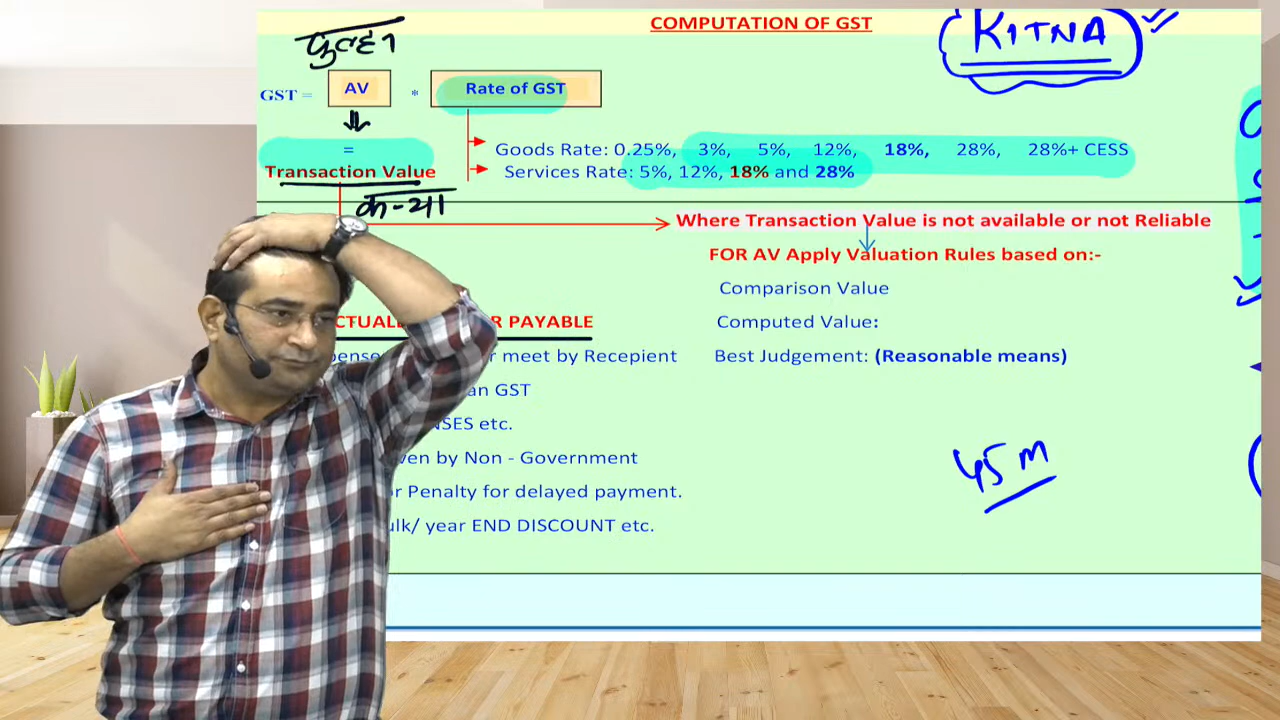 COMPUTATION OF GST
KITNA
GST = AV * Rate of GST
=
Goods Rate: 0.25%, 3%, 5%, 12%, 18%, 28%, 28%+ CESS
Transaction Value
Services Rate: 5%, 12%, 18% and 28%
Where Transaction Value is not available or not Reliable
FOR AV Apply Valuation Rules based on:-
Comparison Value
Computed Value:
Best Judgement: (Reasonable means)
PAYABLE
meet by Recepient
an GST
etc.
by Non - Government
or Penalty for delayed payment.
year END DISCOUNT etc.
45 m